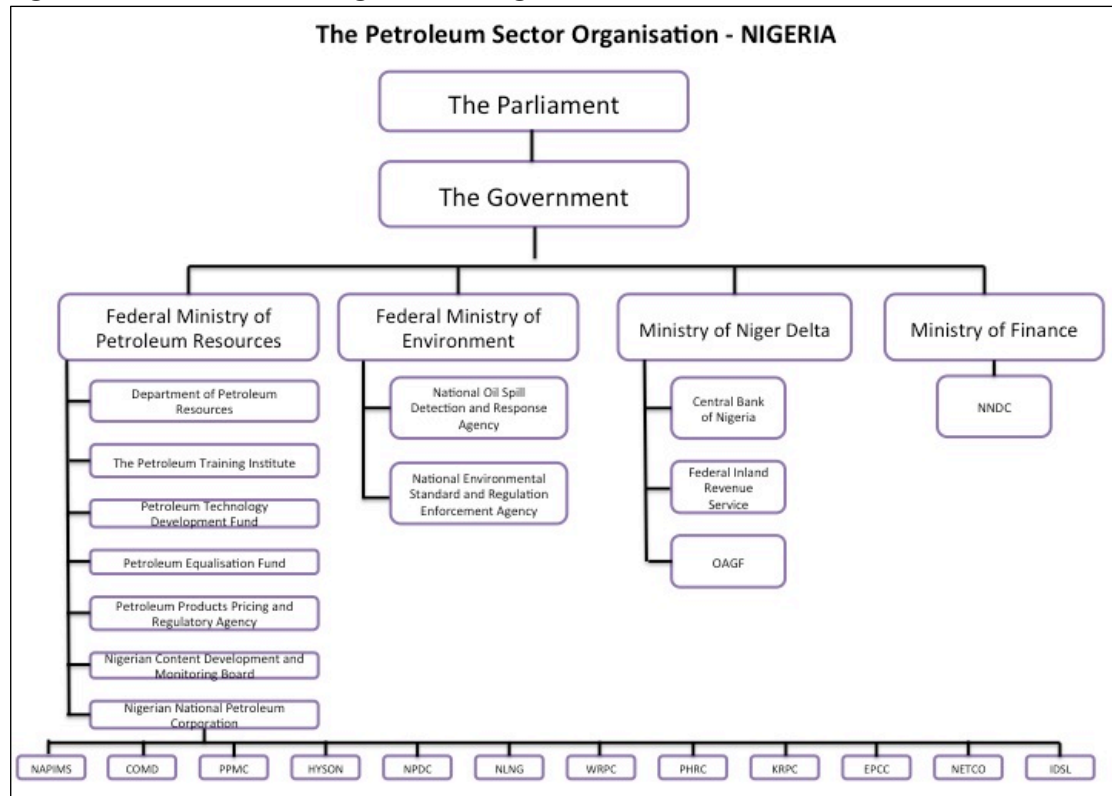 The Petroleum Sector Organisation - NIGERIA
The Parliament
The Government
Federal Ministry of
Petroleum Resources
Federal Ministry of
Environment
Ministry of Niger Delta
Ministry of Finance
Department of Petroleum
Resources
The Petroleum Training Institute
Petroleum Technology
Development Fund
Petroleum Equalisation Fund
Petroleum Products Pricing and
Regulatory Agency
Nigerian Content Development and
Monitoring Board
Nigerian National Petroleum
Corporation
National Oil Spill
Detection and Response
Agency
National Environmental
Standard and Regulation
Enforcement Agency
Central Bank
of Nigeria
Federal Inland
Revenue
Service
OAGF
NNDC
NAPIMS
COMD
PPMC
HYSON
NPDC
NLNG
WRPC
PHRC
KRPC
EPCC
NETCO
IDSL